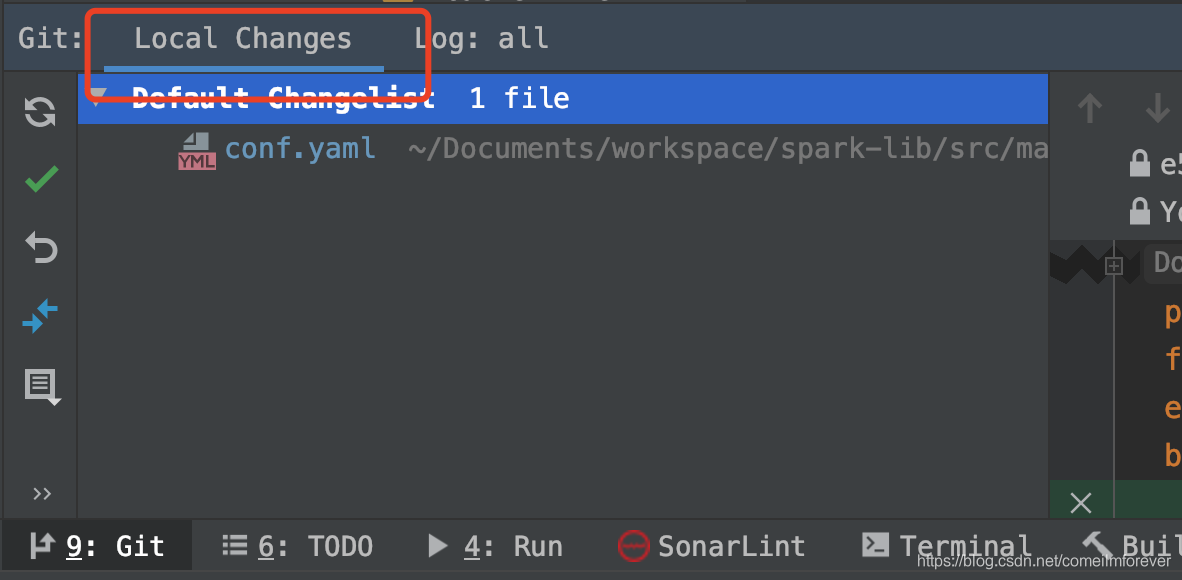 Git: Local Changes Log: all
Default Changelist 1 file
YML conf.yaml ~/Documents/workspace/spark-lib/src/ma
e5
Yo
Do
p
f
e
b
9: Git 6: TODO 4: Run SonarLint Terminal Buil
https://blog.csdn.net/comeilmforever